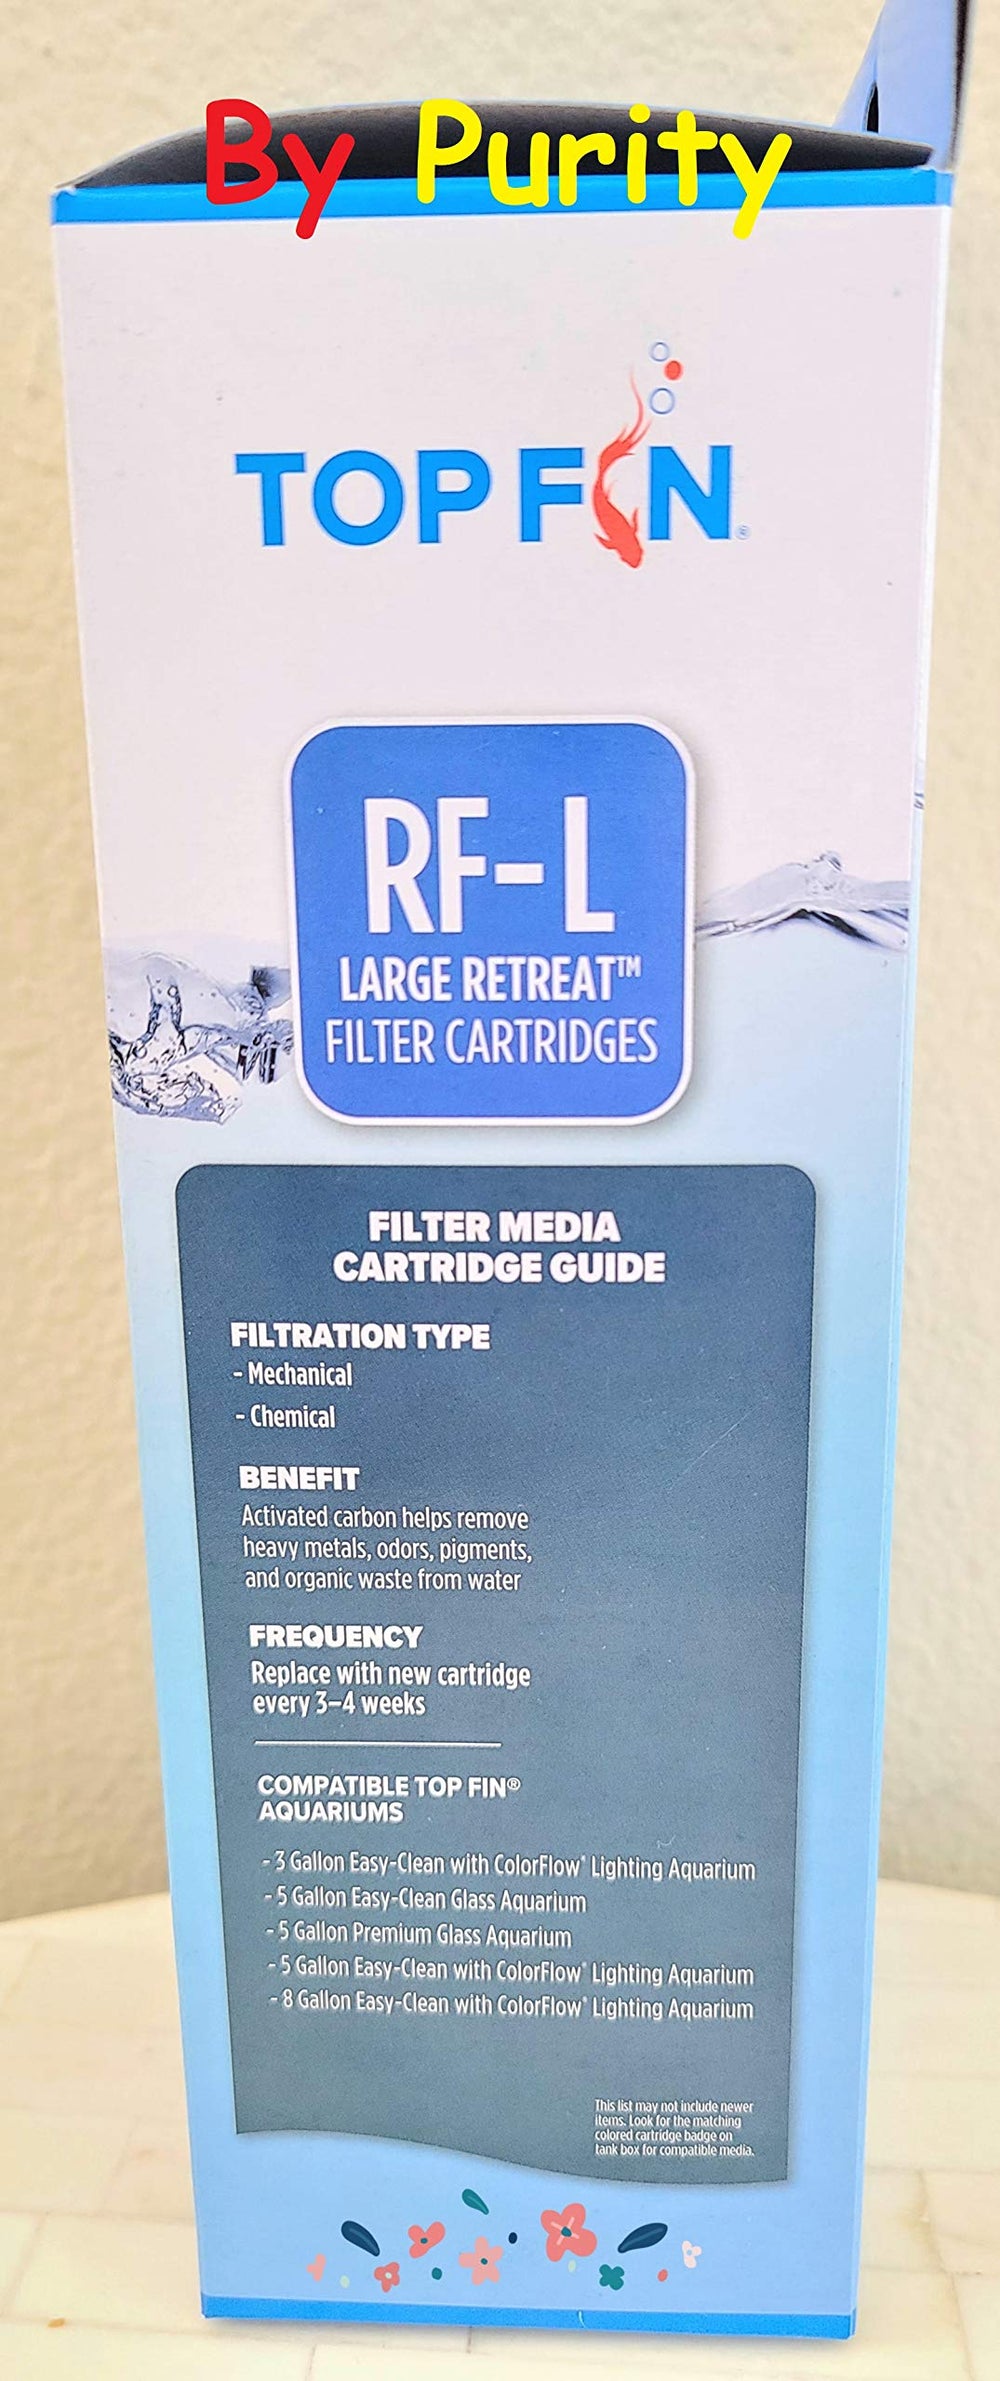 By Purity
TOP FIN®
RF-L
LARGE RETREAT™
FILTER CARTRIDGES
FILTER MEDIA
CARTRIDGE GUIDE
FILTRATION TYPE
- Mechanical
- Chemical
BENEFIT
Activated carbon helps remove
heavy metals, odors, pigments,
and organic waste from water
FREQUENCY
Replace with new cartridge
every 3–4 weeks
COMPATIBLE TOP FIN®
AQUARIUMS
- 3 Gallon Easy-Clean with ColorFlow® Lighting Aquarium
- 5 Gallon Easy-Clean Glass Aquarium
- 5 Gallon Premium Glass Aquarium
- 5 Gallon Easy-Clean with ColorFlow® Lighting Aquarium
- 8 Gallon Easy-Clean with ColorFlow® Lighting Aquarium
This list may not include newer
items. Look for the matching
colored cartridge badge on
tank box for compatible media.